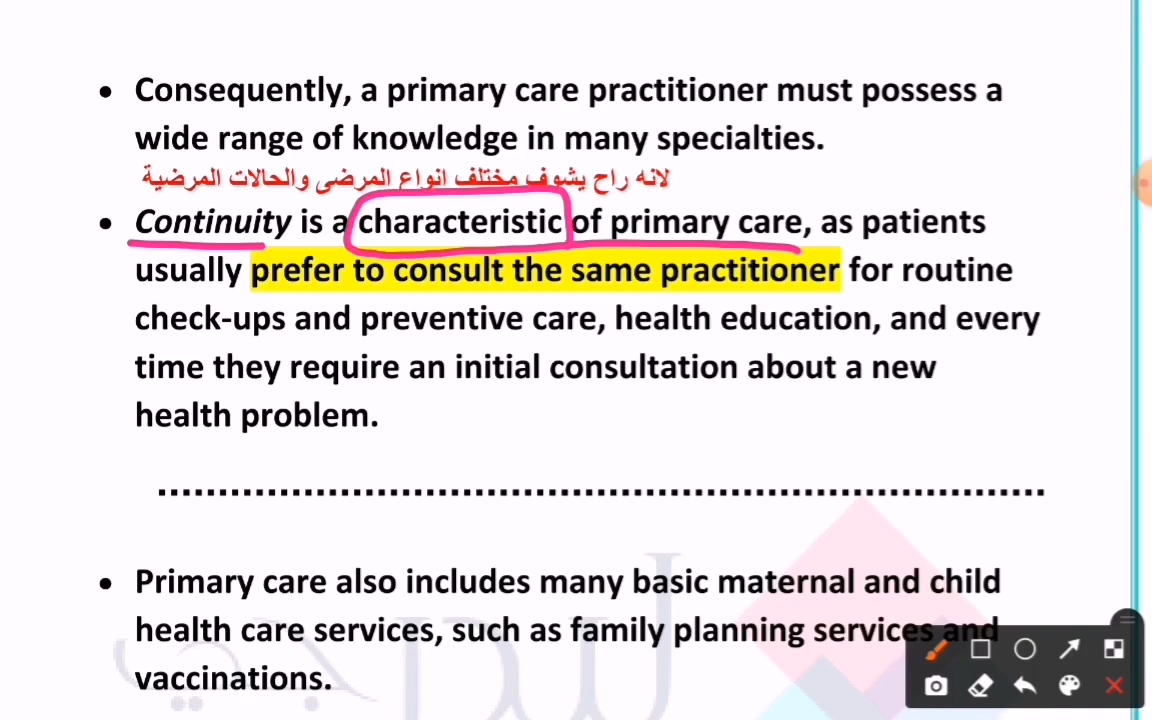 • Consequently, a primary care practitioner must possess a
wide range of knowledge in many specialties.
لانه راح يشوف مختلف انواع المرضى والحالات المرضية
• Continuity is a characteristic of primary care, as patients
usually prefer to consult the same practitioner for routine
check-ups and preventive care, health education, and every
time they require an initial consultation about a new
health problem.
• Primary care also includes many basic maternal and child
health care services, such as family planning services and
vaccinations.